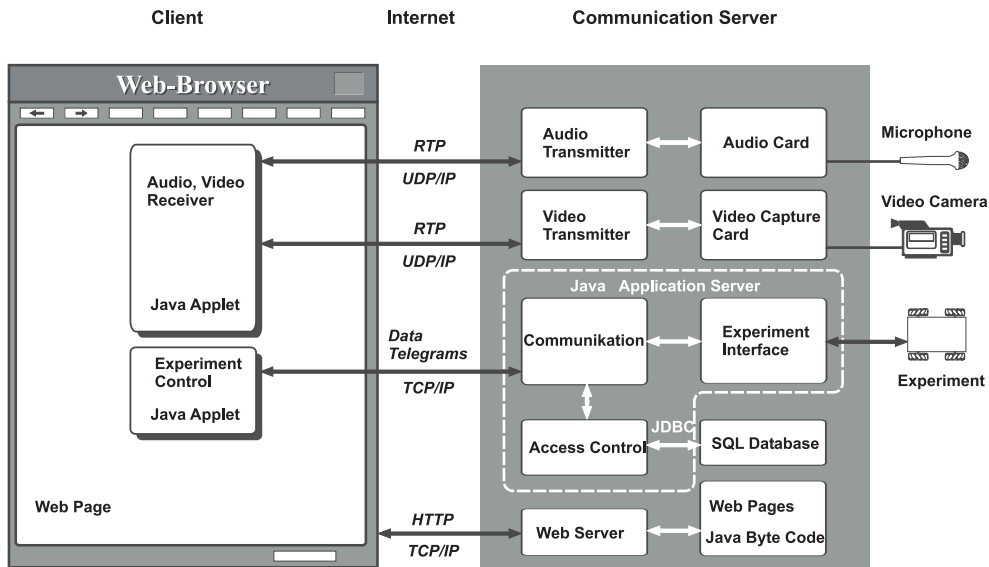 Client
Internet
Communication Server
Web-Browser
Audio, Video
Receiver
Java Applet
Experiment
Control
Java Applet
Web Page
RTP
UDP/IP
RTP
UDP/IP
Data
Telegrams
TCP/IP
HTTP
TCP/IP
Audio
Transmitter
Audio Card
Microphone
Video
Transmitter
Video Capture
Card
Video Camera
Java Application Server
Communikation
Experiment
Interface
Experiment
Access Control
JDBC
SQL Database
Web Server
Web Pages
Java Byte Code